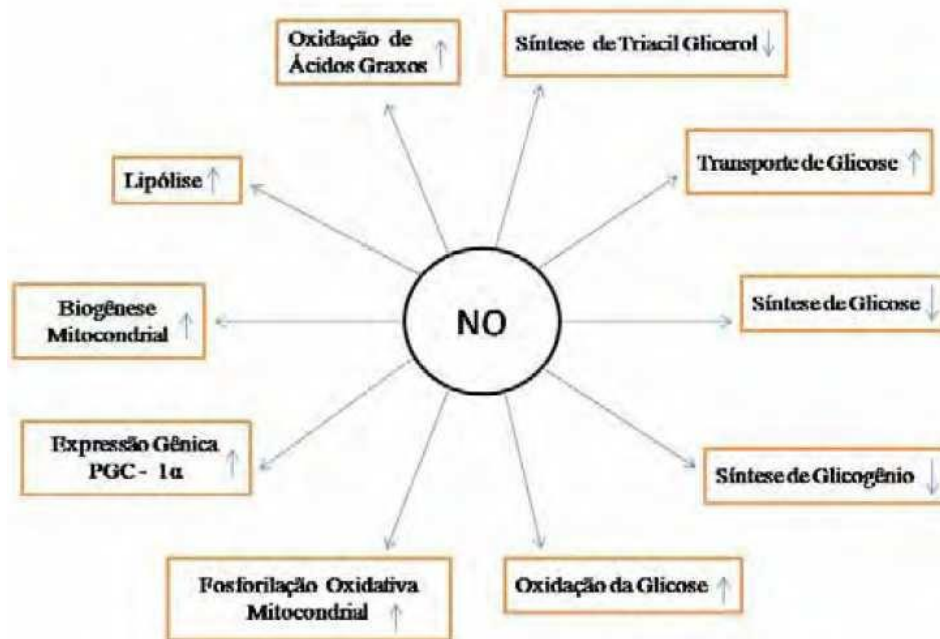 Oxidação de
Ácidos Graxos ↑
Síntese de Triacil Glicerol ↓
Lipólise ↑
Transporte de Glicose ↑
Biogênese
Mitocondrial ↑
NO
Síntese de Glicose ↓
Expressão Gênica
PGC - 1α ↑
Síntese de Glicogênio ↓
Fosforilação Oxidativa
Mitocondrial ↑
Oxidação da Glicose ↑